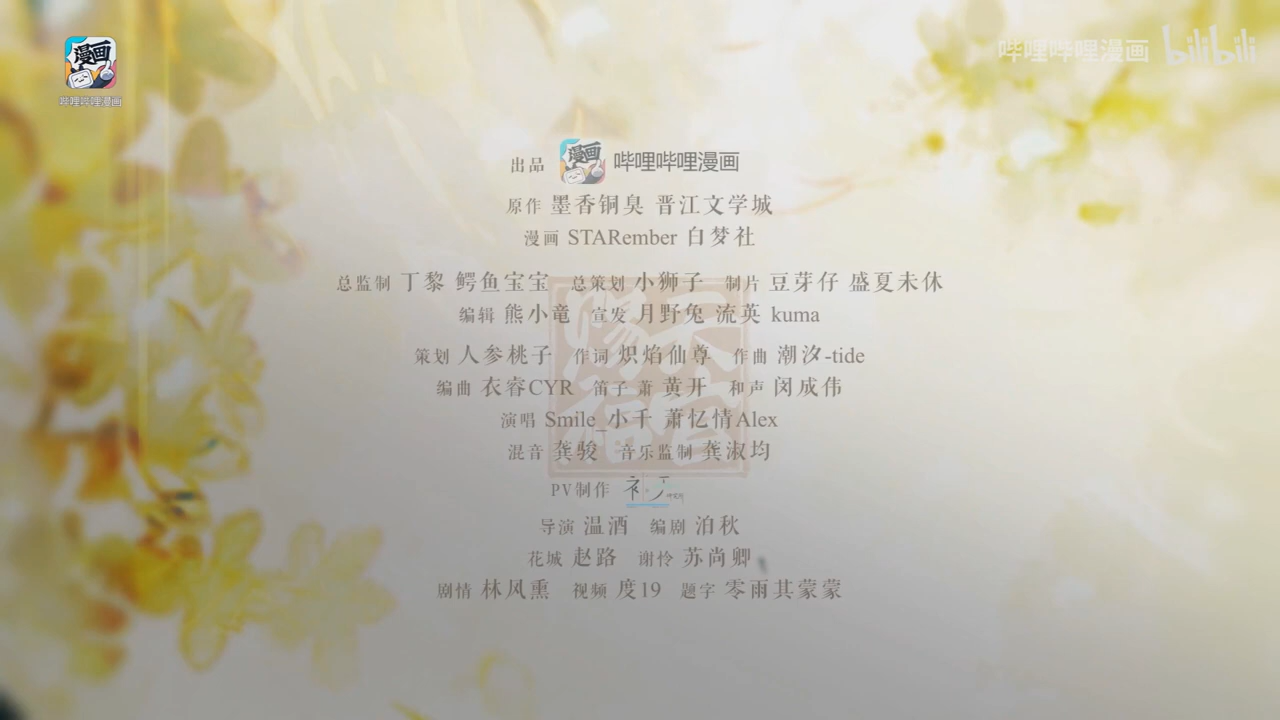 漫画
哔哩哔哩漫画
哔哩哔哩漫画 bilibili
出品 漫画 哔哩哔哩漫画
原作 墨香铜臭 晋江文学城
漫画 STARember 白梦社
总监制 丁黎 鳄鱼宝宝 总策划 小狮子 制片 豆芽仔 盛夏未休
编辑 熊小竜 宣发 月野兔 流英 kuma
策划 人参桃子 作词 炽焰仙尊 作曲 潮汐-tide
编曲 衣睿CYR 笛子 萧 黄开 和声 闵成伟
演唱 Smile_小千 萧忆情Alex
混音 龚骏 音乐监制 龚淑均
PV制作
导演 温酒 编剧 泊秋
花城 赵路 谢怜 苏尚卿
剧情 林风熏 视频 度19 题字 零雨其蒙蒙
天官赐福